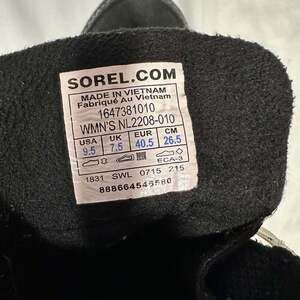 SOREL.COM
MADE IN VIETNAM
Fabriqué Au Vietnam
1647381010
WMN'S NL2208-010
USA UK EUR CM
9.5 7.5 40.5 26.5
ECA-3
1831 SWL 0715 215
888664546580